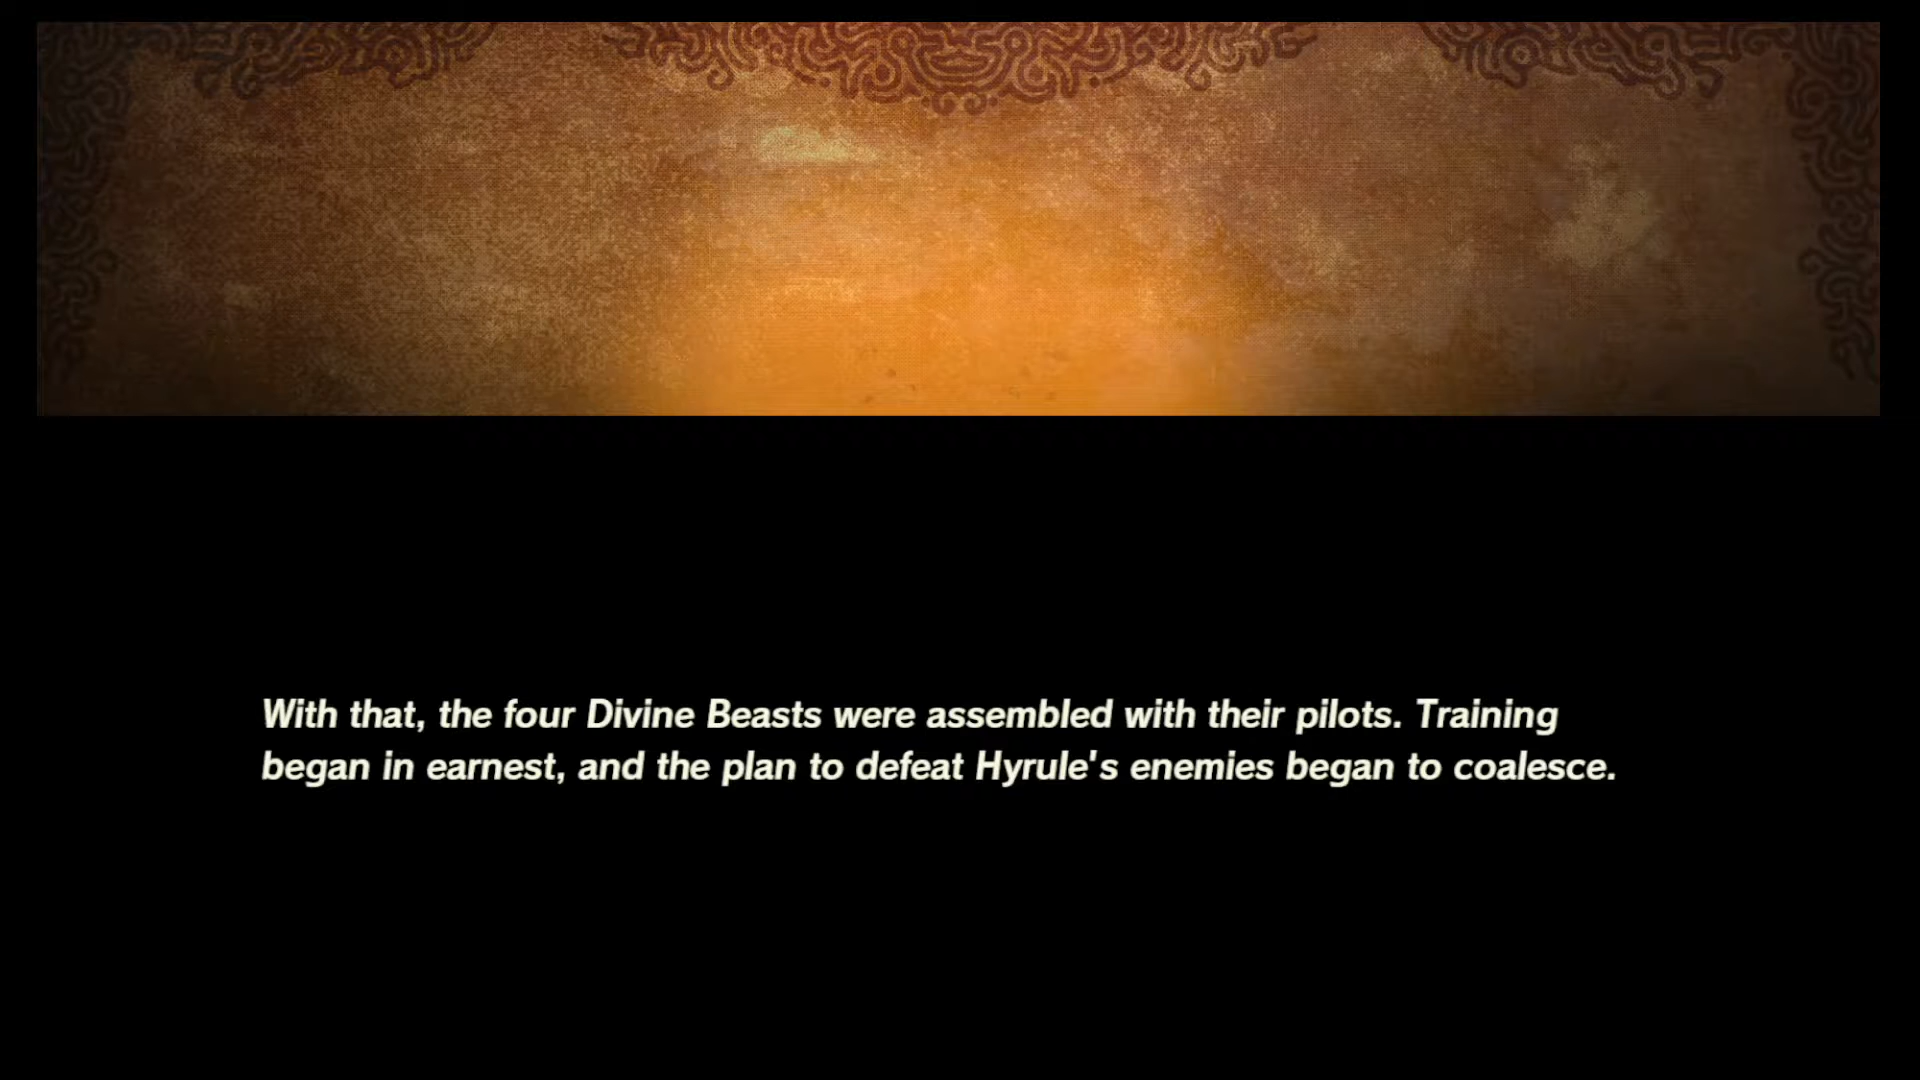 With that, the four Divine Beasts were assembled with their pilots. Training
began in earnest, and the plan to defeat Hyrule's enemies began to coalesce.